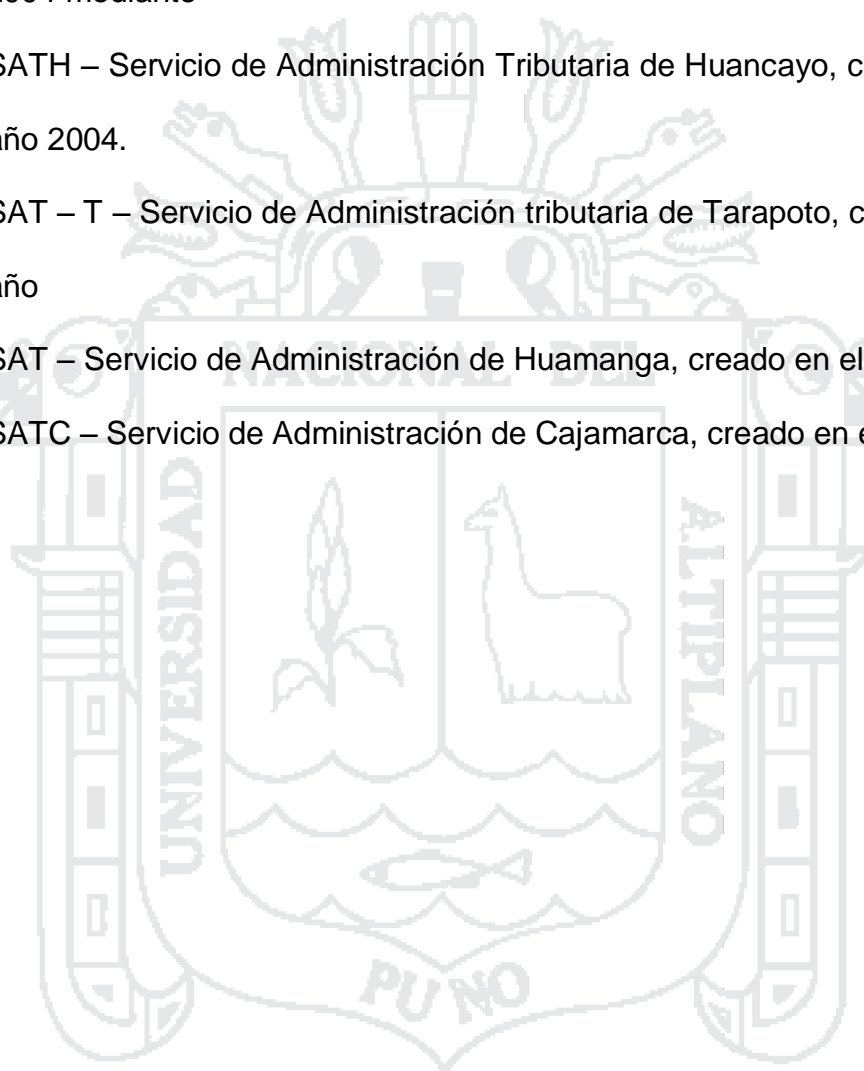 mediante
SATH – Servicio de Administración Tributaria de Huancayo, c
año 2004.
SAT – T – Servicio de Administración tributaria de Tarapoto, c
año
SAT – Servicio de Administración de Huamanga, creado en el
SATC – Servicio de Administración de Cajamarca, creado en e
NACIONAL DEL
UNIVERSIDAD
ALTIPLANO
PUNO